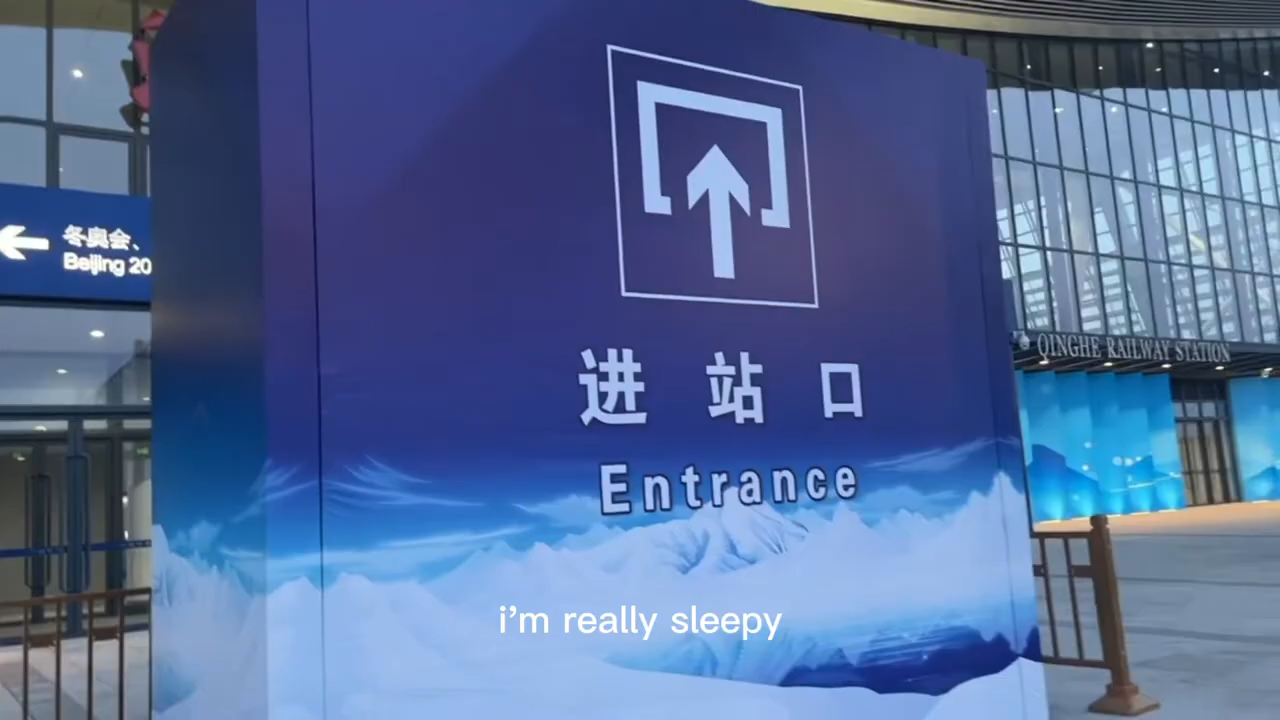 冬奥会、
Beijing 20
进站口
Entrance
QINGHE RAILWAY STATION
i'm really sleepy